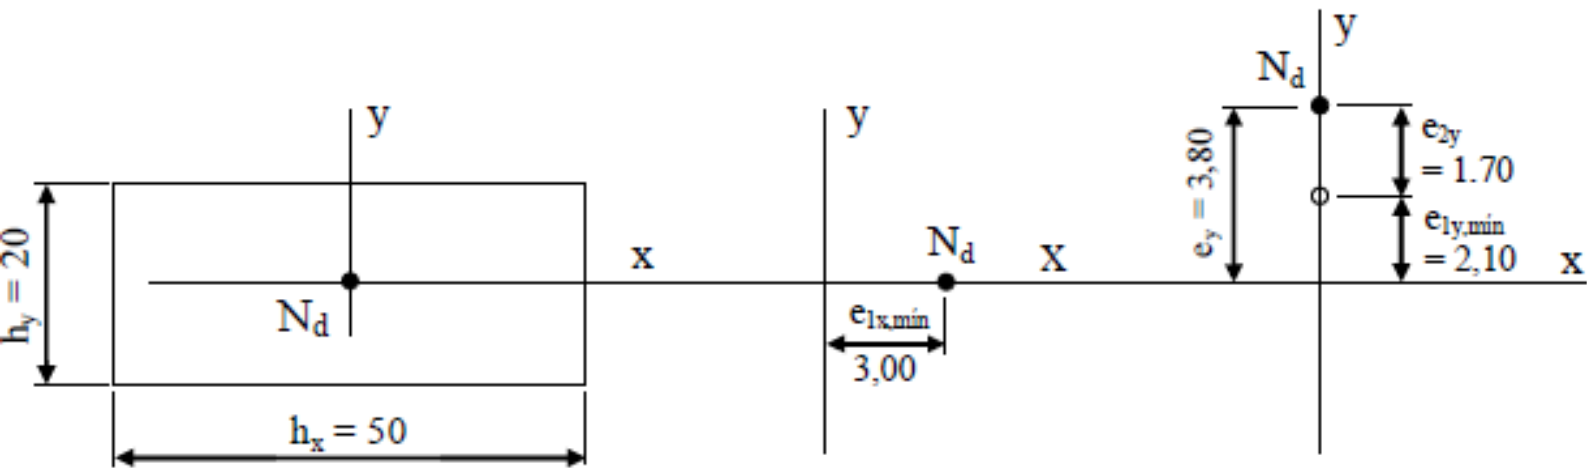 y
N_d
x
h_y = 20
h_x = 50
y
N_d
X
e_1x,mín
3,00
y
N_d
e_y = 3,80
e_2y
= 1.70
e_1y,mín
= 2,10
x